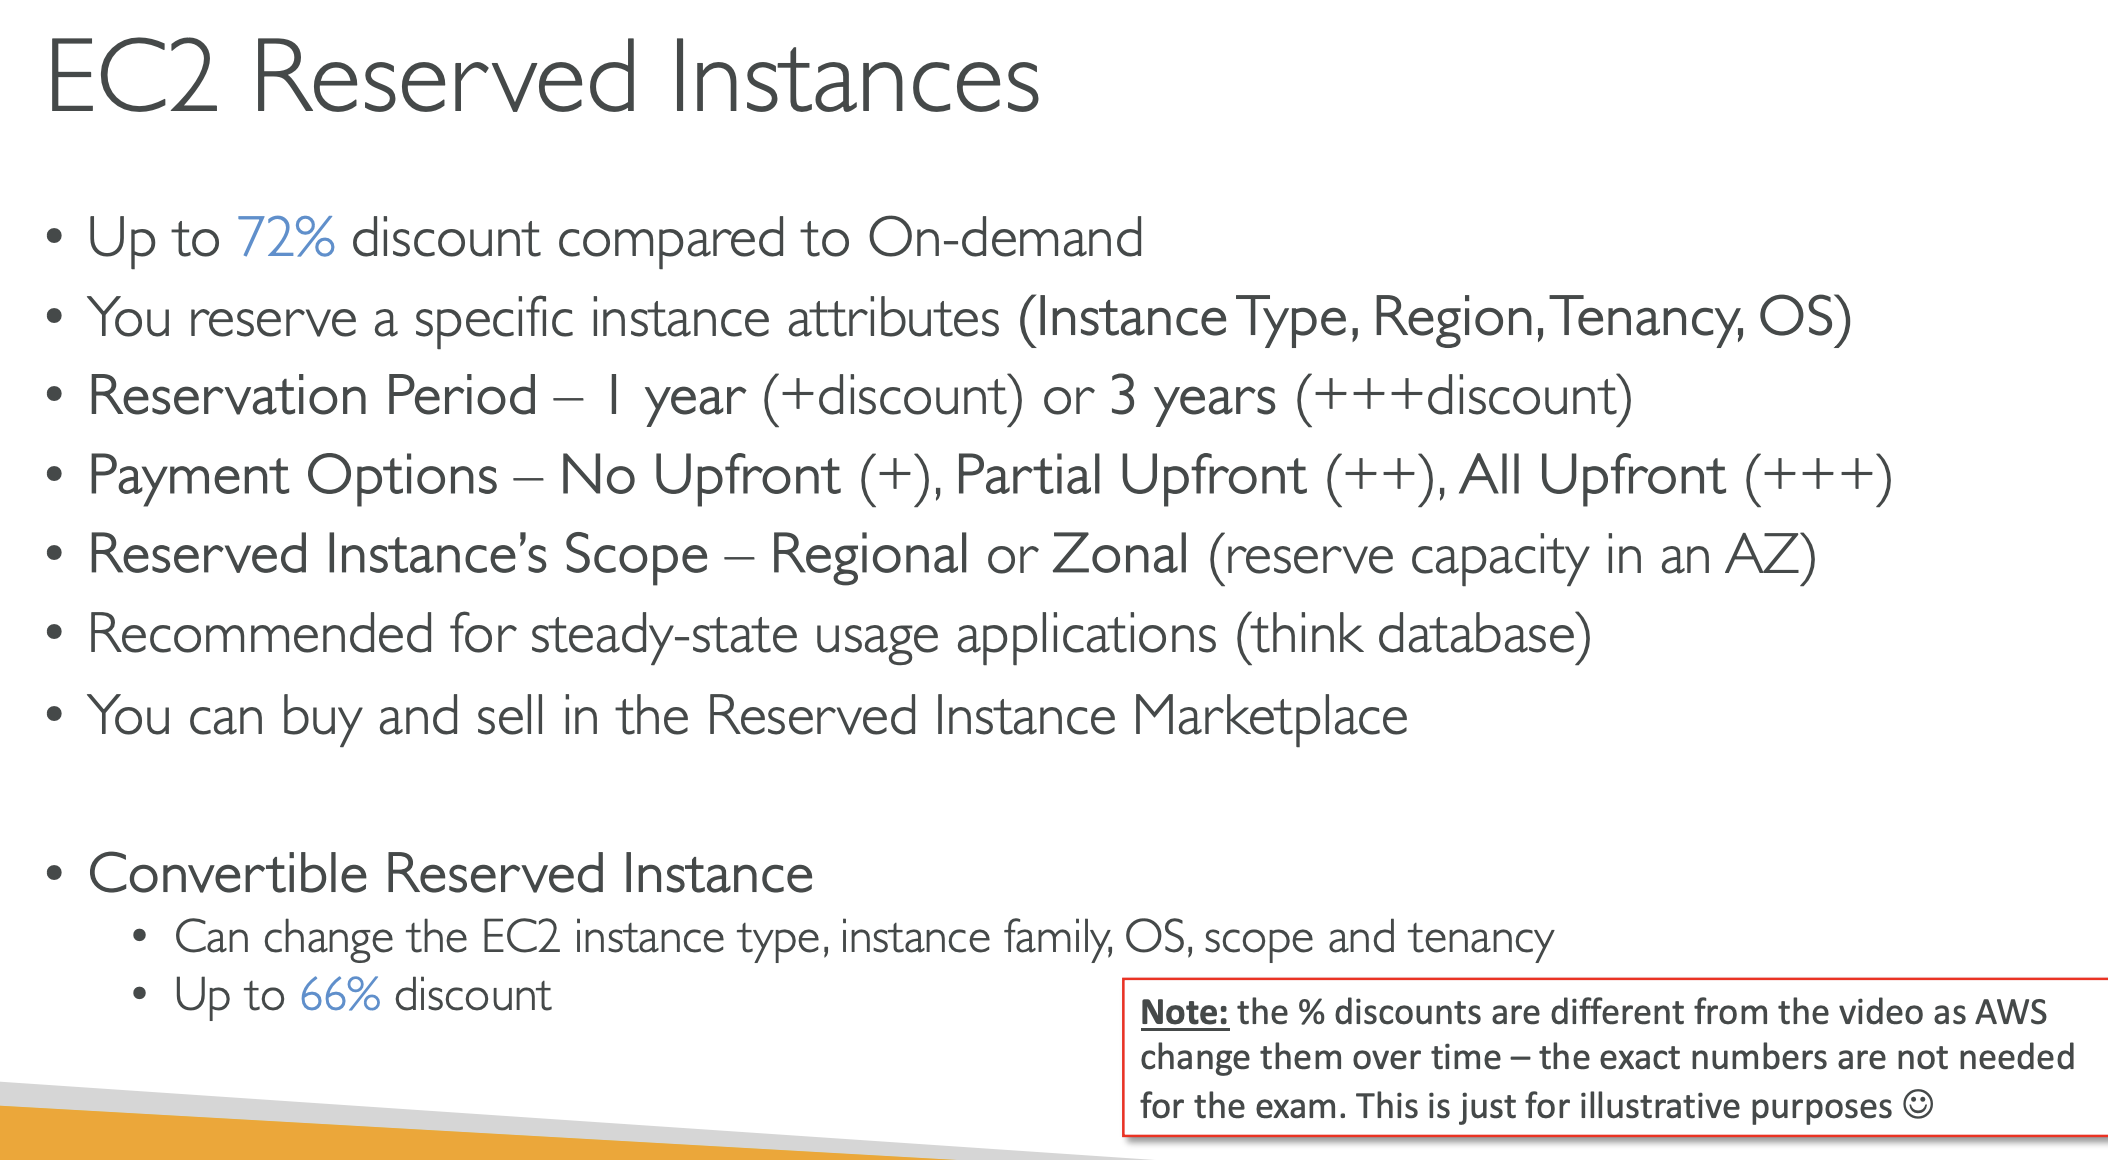 EC2 Reserved Instances
• Up to 72% discount compared to On-demand
• You reserve a specific instance attributes (Instance Type, Region, Tenancy, OS)
• Reservation Period – 1 year (+discount) or 3 years (+++discount)
• Payment Options – No Upfront (+), Partial Upfront (++), All Upfront (+++)
• Reserved Instance’s Scope – Regional or Zonal (reserve capacity in an AZ)
• Recommended for steady-state usage applications (think database)
• You can buy and sell in the Reserved Instance Marketplace
• Convertible Reserved Instance
• Can change the EC2 instance type, instance family, OS, scope and tenancy
• Up to 66% discount
Note: the % discounts are different from the video as AWS
change them over time – the exact numbers are not needed
for the exam. This is just for illustrative purposes ☺